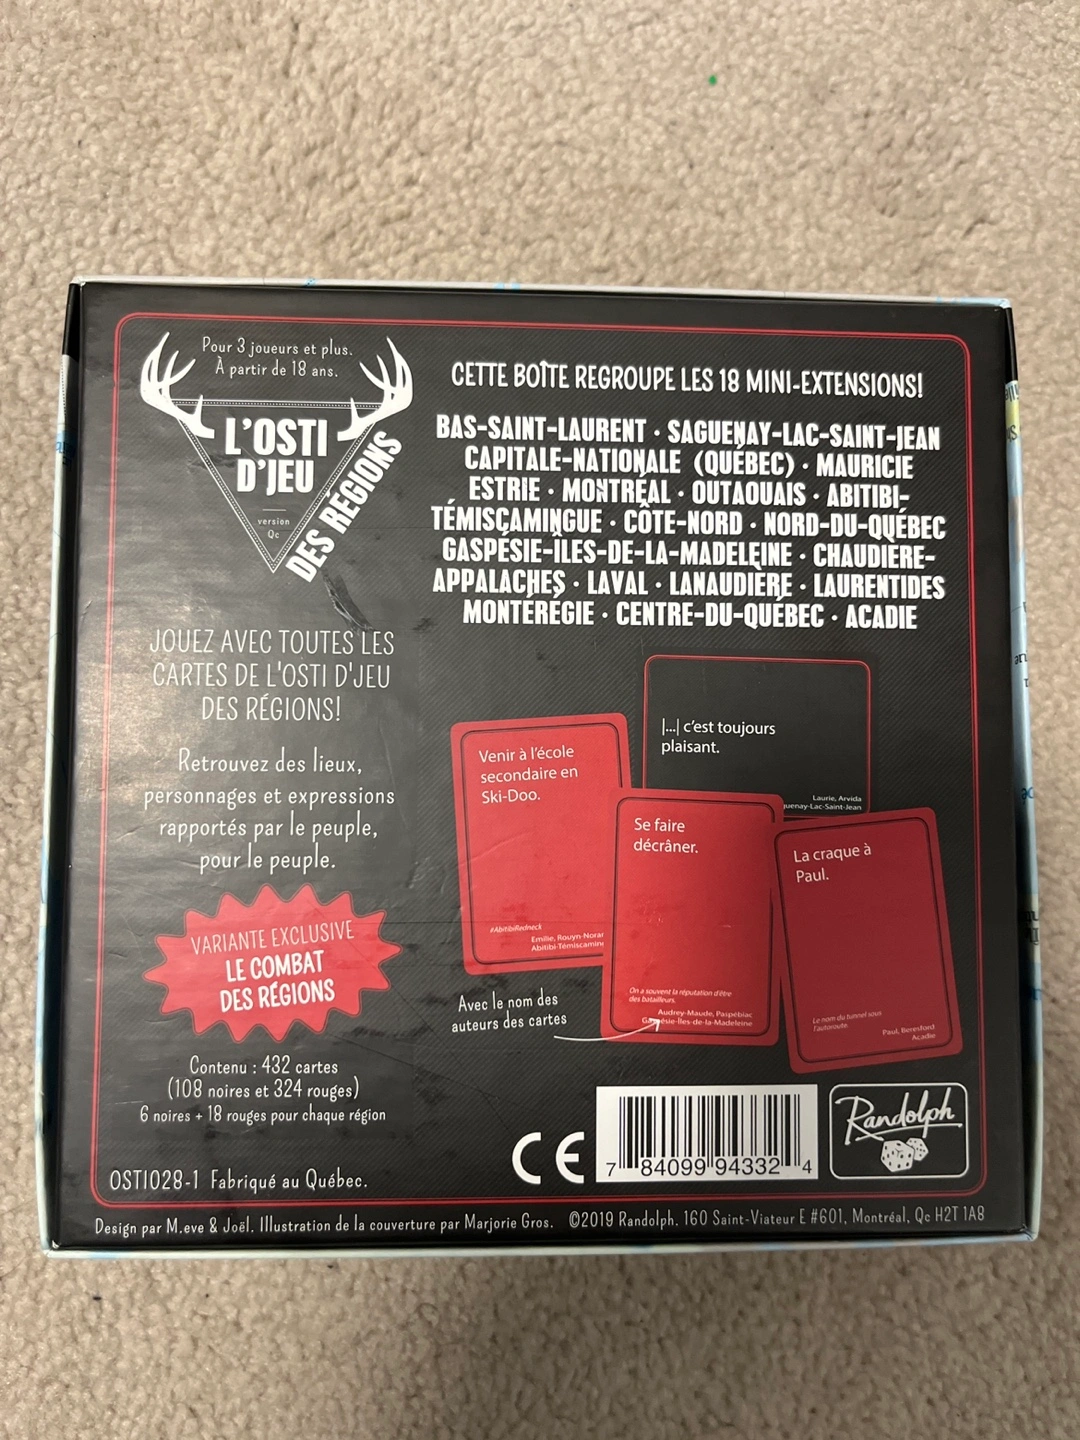 Pour 3 joueurs et plus.
À partir de 18 ans.
L'OSTI
D'JEU
DES RÉGIONS
version
Qc
JOUEZ AVEC TOUTES LES
CARTES DE L'OSTI D'JEU
DES RÉGIONS!
Retrouvez des lieux,
personnages et expressions
rapportés par le peuple,
pour le peuple.
VARIANTE EXCLUSIVE
LE COMBAT
DES RÉGIONS
Contenu : 432 cartes
(108 noires et 324 rouges)
6 noires + 18 rouges pour chaque région
OSTI028-1 Fabriqué au Québec.
CETTE BOÎTE REGROUPE LES 18 MINI-EXTENSIONS!
BAS-SAINT-LAURENT · SAGUENAY-LAC-SAINT-JEAN
CAPITALE-NATIONALE (QUÉBEC) · MAURICIE
ESTRIE · MONTRÉAL · OUTAOUAIS · ABITIBI-
TÉMISCAMINGUE · CÔTE-NORD · NORD-DU-QUÉBEC
GASPÉSIE-ÎLES-DE-LA-MADELEINE · CHAUDIÈRE-
APPALACHES · LAVAL · LANAUDIÈRE · LAURENTIDES
MONTÉRÉGIE · CENTRE-DU-QUÉBEC · ACADIE
|...| c'est toujours
plaisant.
Laurie, Arvida
guenay-Lac-Saint-Jean
Venir à l'école
secondaire en
Ski-Doo.
#AbitibiRedneck
Emilie, Rouyn-Noran
Abitibi-Témiscaming
Se faire
décrâner.
On a souvent la réputation d'être
des batailleurs.
Audrey-Maude, Paspébiac
Gaspésie-Îles-de-la-Madeleine
La craque à
Paul.
Le nom du tunnel sous
l'autoroute.
Paul, Beresford
Acadie
Avec le nom des
auteurs des cartes
CE
7 84099 94332 4
Randolph
Design par M.eve & Joël. Illustration de la couverture par Marjorie Gros. ©2019 Randolph. 160 Saint-Viateur E #601, Montréal, Qc H2T 1A8